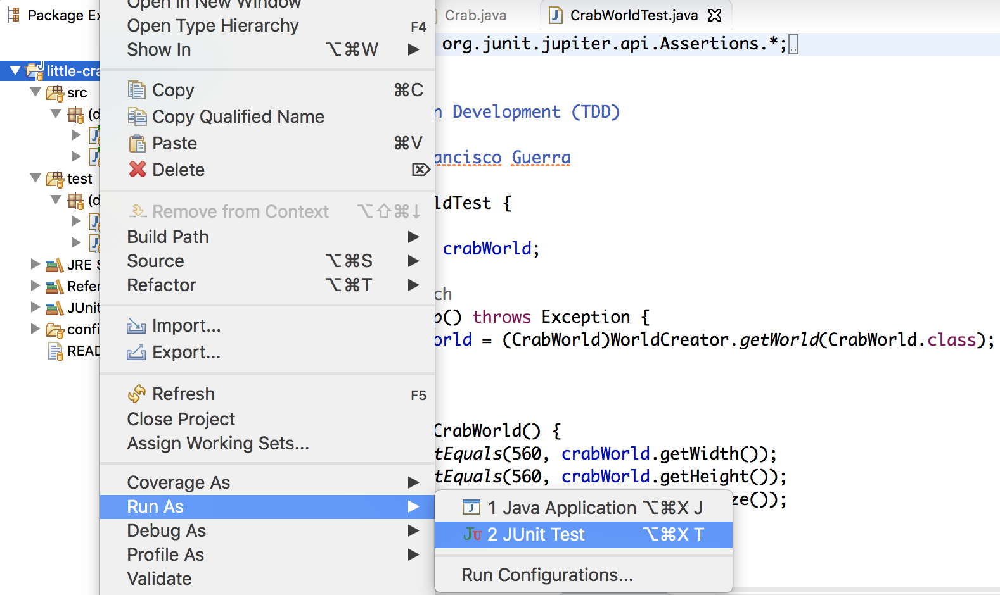 Package Ex
little-cra
src
(d
test
(d
JRE S
Refer
JUnit
confi
READ
Open in New Window
Open Type Hierarchy F4
Show In ⌥⌘W ▶
Copy ⌘C
Copy Qualified Name
Paste ⌘V
Delete ⌦
Remove from Context ⌥⇧⌘↓
Build Path ▶
Source ⌥⌘S ▶
Refactor ⌥⌘T ▶
Import...
Export...
Refresh F5
Close Project
Assign Working Sets...
Coverage As ▶
Run As ▶
Debug As ▶
Profile As ▶
Validate
1 Java Application ⌥⌘X J
2 JUnit Test ⌥⌘X T
Run Configurations...
Crab.java
CrabWorldTest.java
org.junit.jupiter.api.Assertions.*;
n Development (TDD)
ancisco Guerra
ldTest {
crabWorld;
ch
p() throws Exception {
orld = (CrabWorld)WorldCreator.getWorld(CrabWorld.class);
CrabWorld() {
tEquals(560, crabWorld.getWidth());
tEquals(560, crabWorld.getHeight());
ze());